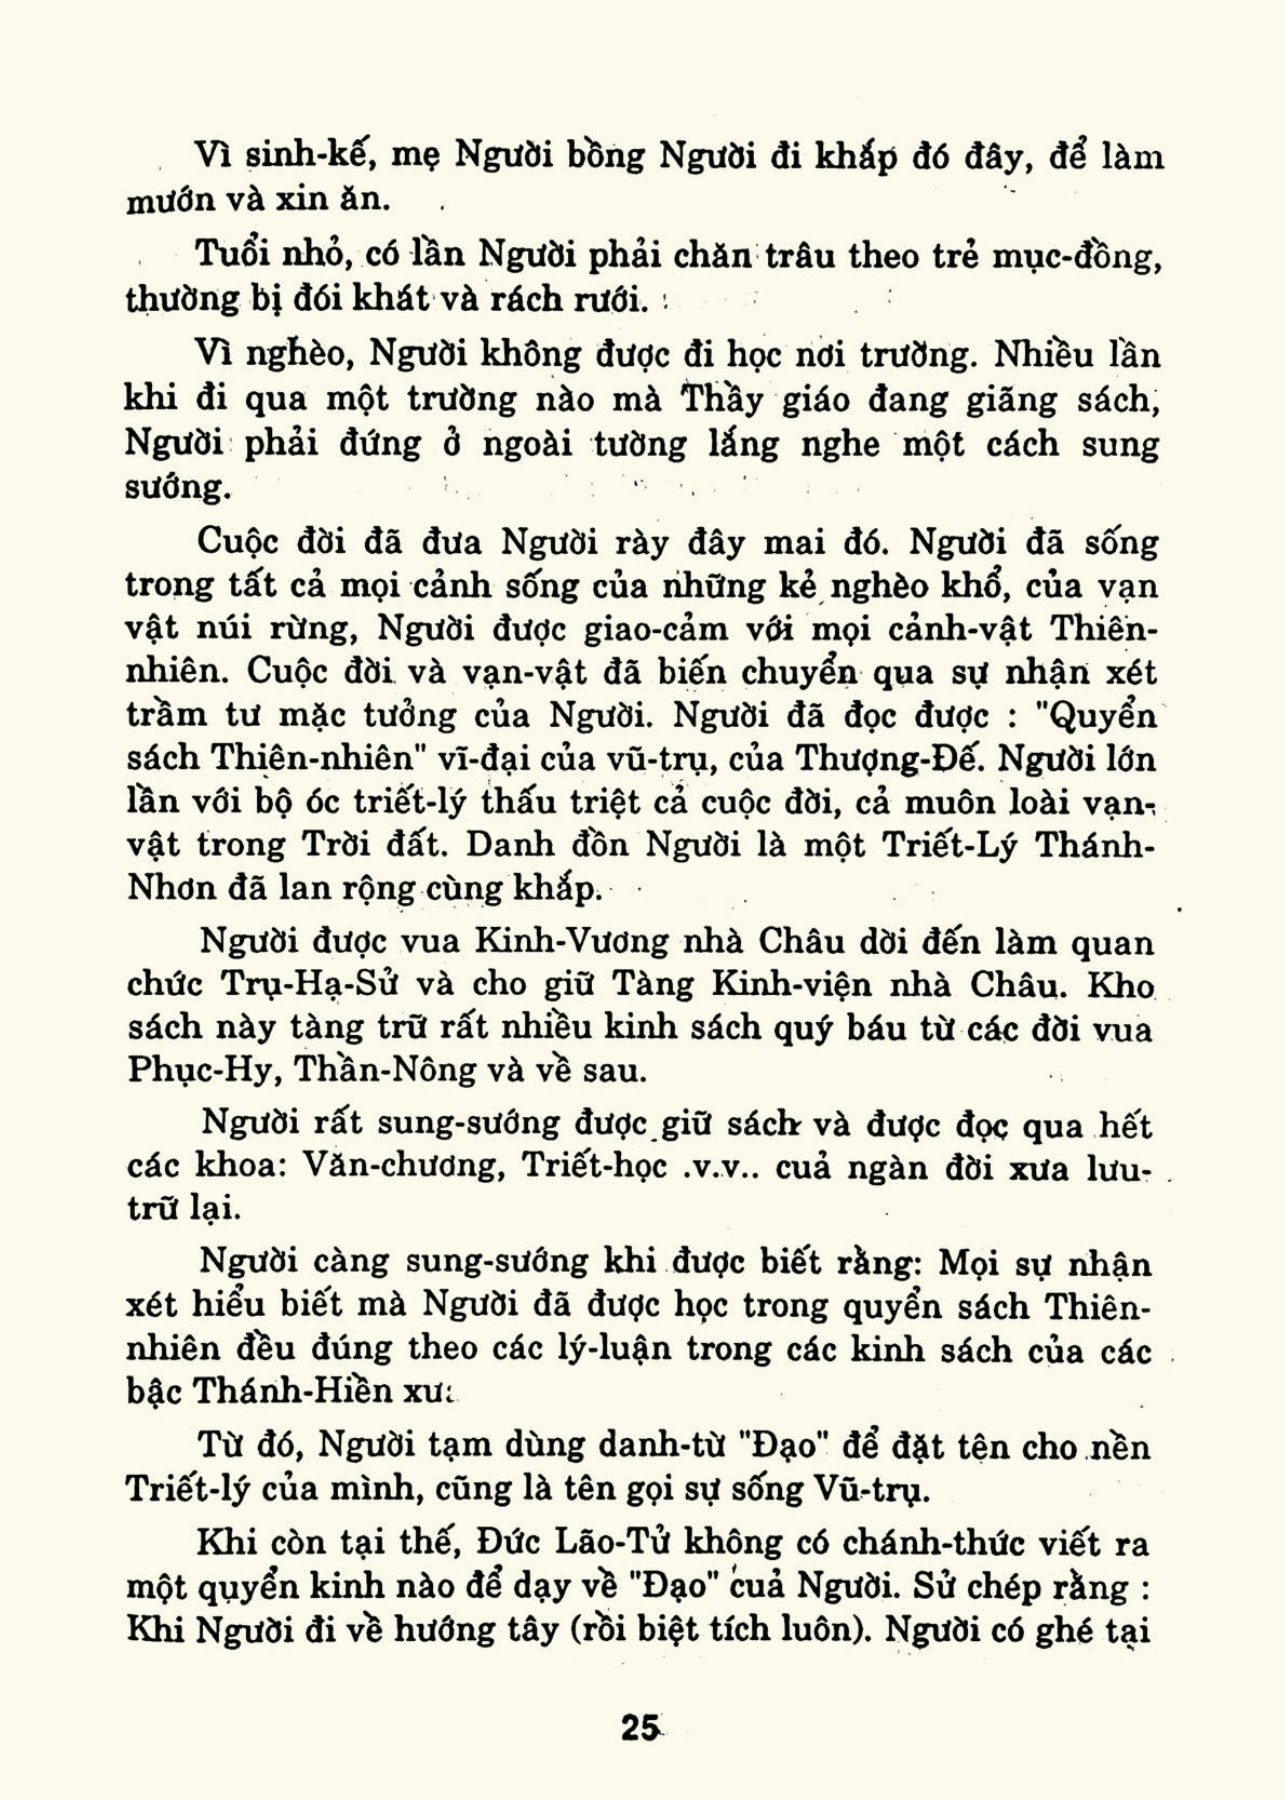 Vì sinh-kế, mẹ Người bồng Người đi khắp đó đây, để làm
mướn và xin ăn.
Tuổi nhỏ, có lần Người phải chăn trâu theo trẻ mục-đồng,
thường bị đói khát và rách rưới.
Vì nghèo, Người không được đi học nơi trường. Nhiều lần
khi đi qua một trường nào mà Thầy giáo đang giãng sách,
Người phải đứng ở ngoài tường lắng nghe một cách sung
sướng.
Cuộc đời đã đưa Người rày đây mai đó. Người đã sống
trong tất cả mọi cảnh sống của những kẻ nghèo khổ, của vạn
vật núi rừng, Người được giao-cảm với mọi cảnh-vật Thiên-
nhiên. Cuộc đời và vạn-vật đã biến chuyển qua sự nhận xét
trầm tư mặc tưởng của Người. Người đã đọc được : "Quyển
sách Thiên-nhiên" vĩ-đại của vũ-trụ, của Thượng-Đế. Người lớn
lần với bộ óc triết-lý thấu triệt cả cuộc đời, cả muôn loài vạn-
vật trong Trời đất. Danh đồn Người là một Triết-Lý Thánh-
Nhơn đã lan rộng cùng khắp.
Người được vua Kinh-Vương nhà Châu dời đến làm quan
chức Trụ-Hạ-Sử và cho giữ Tàng Kinh-viện nhà Châu. Kho
sách này tàng trữ rất nhiều kinh sách quý báu từ các đời vua
Phục-Hy, Thần-Nông và về sau.
Người rất sung-sướng được giữ sách và được đọc qua hết
các khoa: Văn-chương, Triết-học .v.v.. cuả ngàn đời xưa lưu-
trữ lại.
Người càng sung-sướng khi được biết rằng: Mọi sự nhận
xét hiểu biết mà Người đã được học trong quyển sách Thiên-
nhiên đều đúng theo các lý-luận trong các kinh sách của các
bậc Thánh-Hiền xưa
Từ đó, Người tạm dùng danh-từ "Đạo" để đặt tện cho nền
Triết-lý của mình, cũng là tên gọi sự sống Vũ-trụ.
Khi còn tại thế, Đức Lão-Tử không có chánh-thức viết ra
một quyển kinh nào để dạy về "Đạo" cuả Người. Sử chép rằng :
Khi Người đi về hướng tây (rồi biệt tích luôn). Người có ghé tại
25